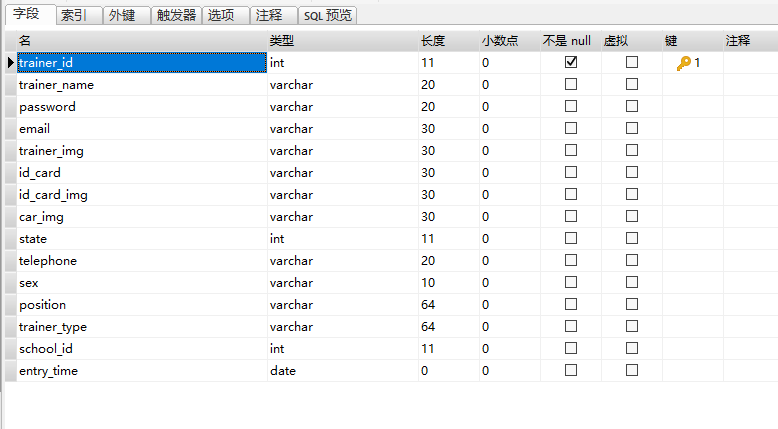 字段 索引 外键 触发器 选项 注释 SQL 预览
名 类型 长度 小数点 不是 null 虚拟 键 注释
trainer_id int 11 0 1
trainer_name varchar 20 0
password varchar 20 0
email varchar 30 0
trainer_img varchar 30 0
id_card varchar 30 0
id_card_img varchar 30 0
car_img varchar 30 0
state int 11 0
telephone varchar 20 0
sex varchar 10 0
position varchar 64 0
trainer_type varchar 64 0
school_id int 11 0
entry_time date 0 0